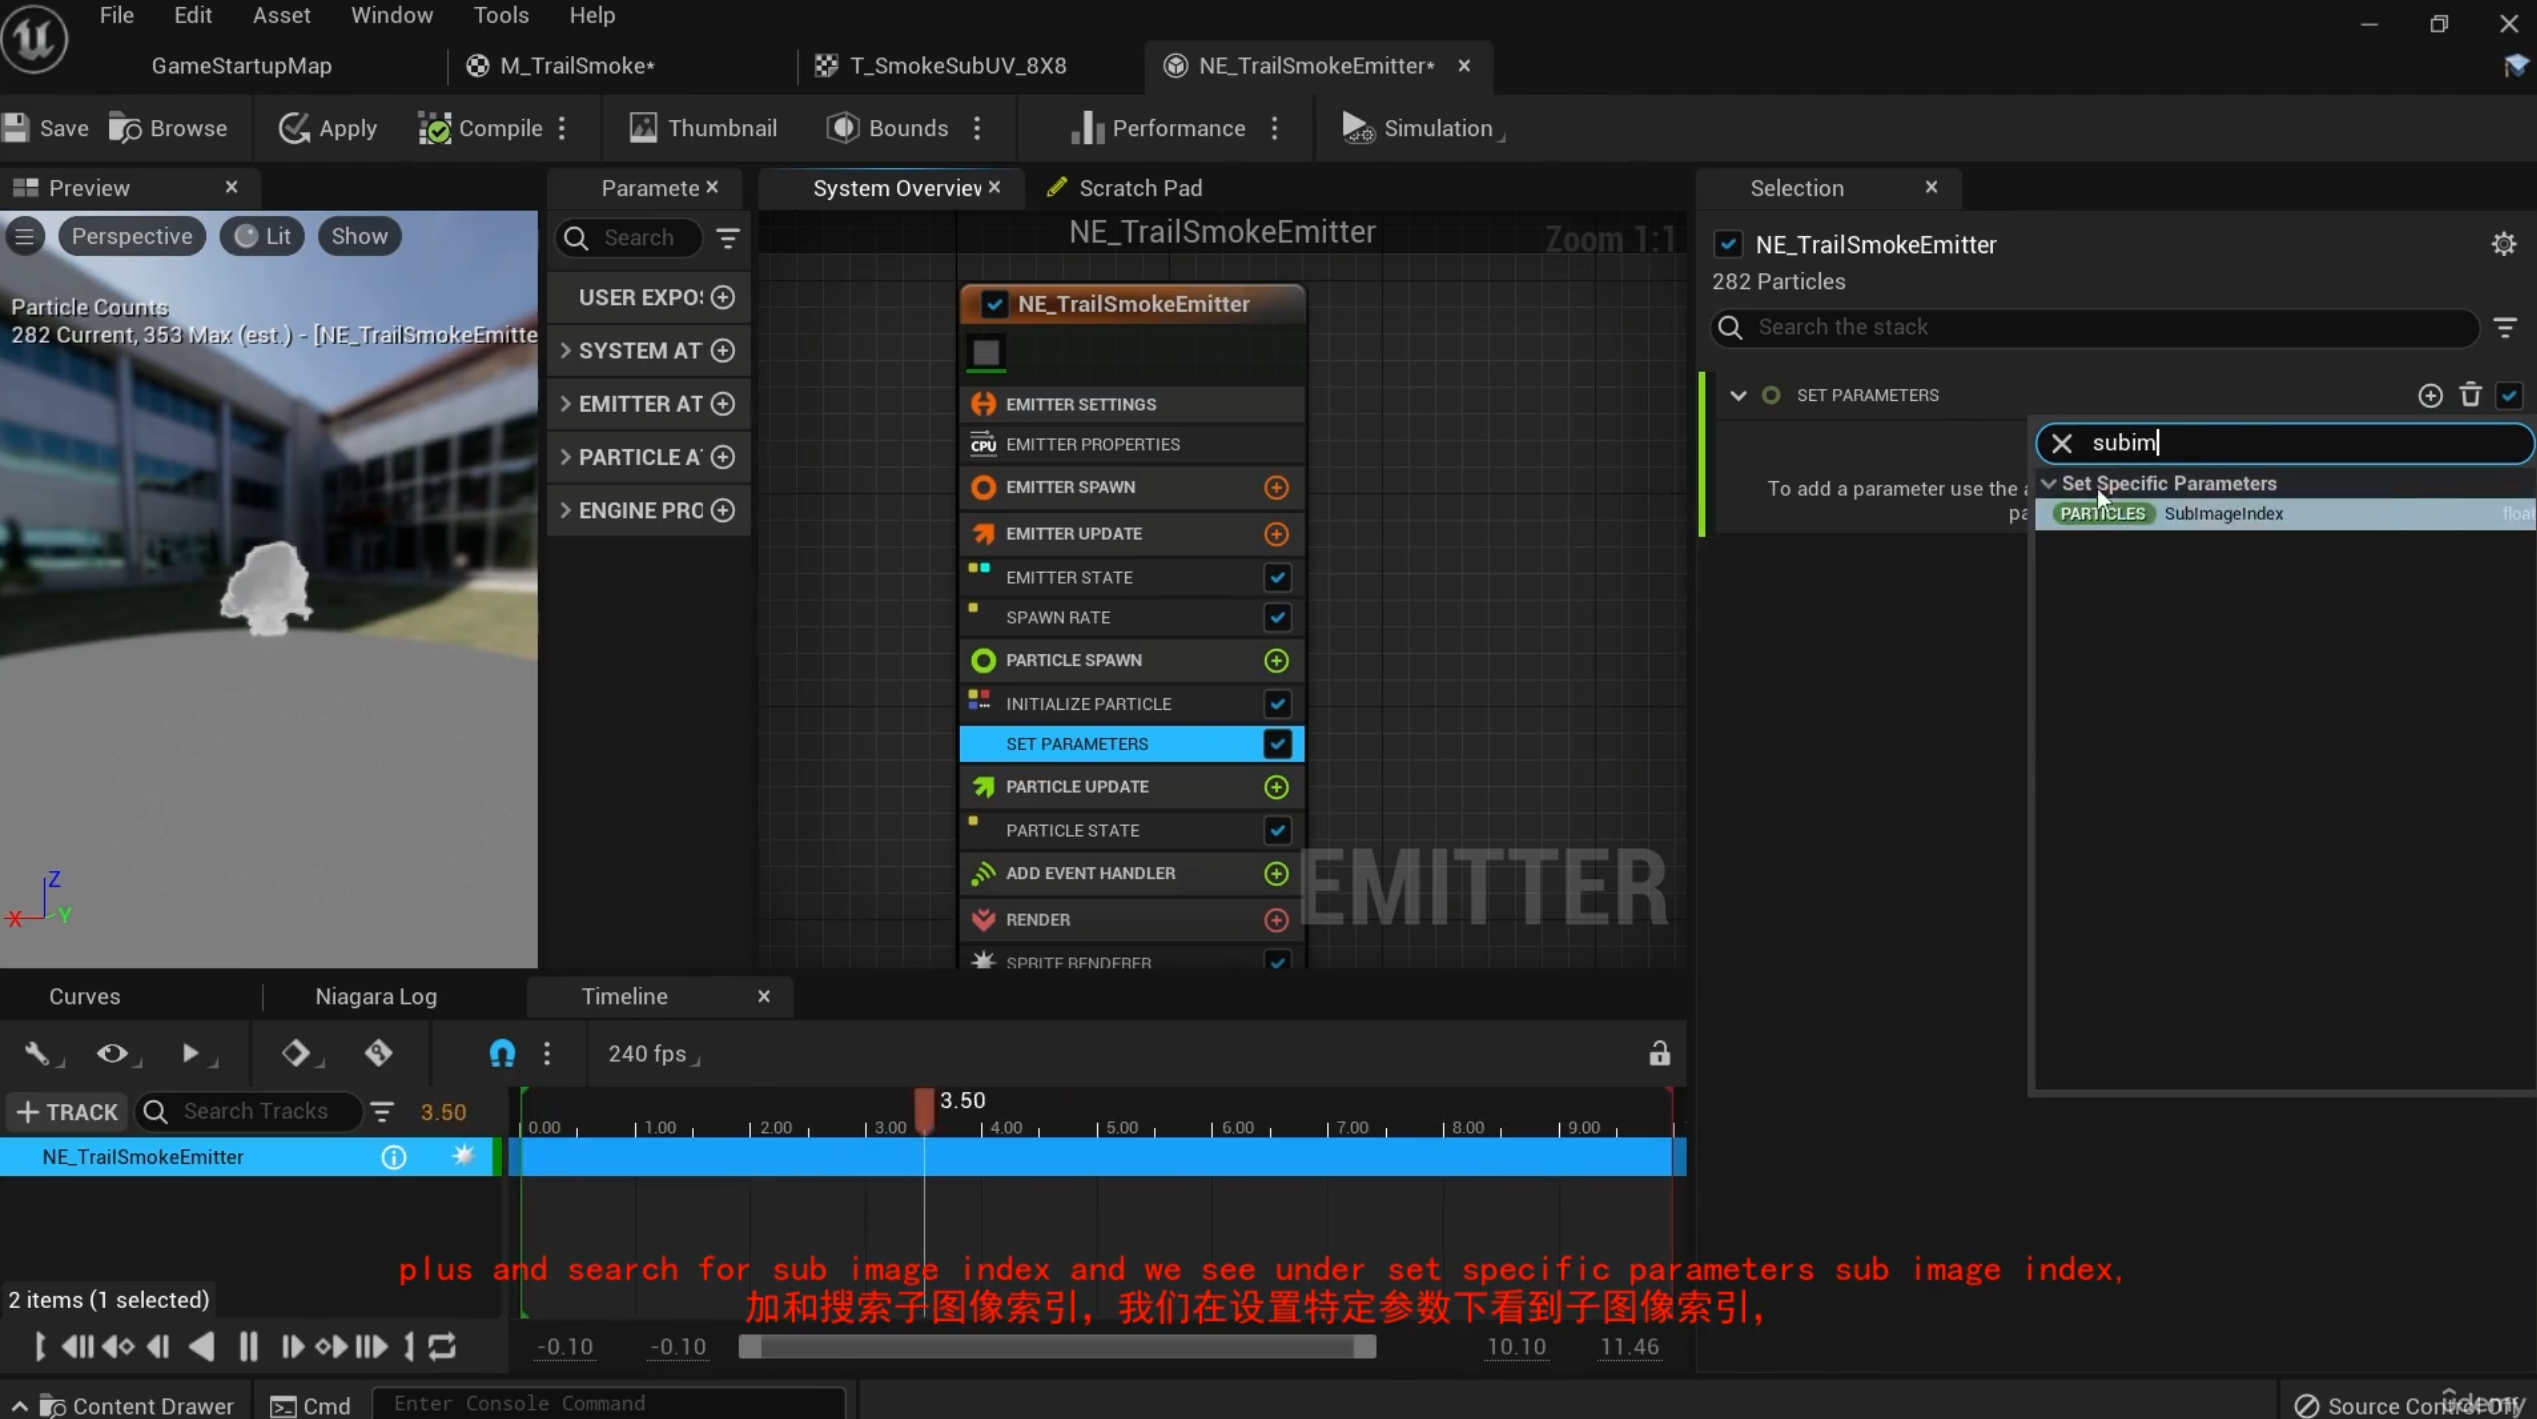 File Edit Asset Window Tools Help
GameStartupMap M_TrailSmoke* T_SmokeSubUV_8X8 NE_TrailSmokeEmitter*
Save Browse Apply Compile Thumbnail Bounds Performance Simulation
Preview
Perspective Lit Show
Particle Counts
282 Current, 353 Max (est.) - [NE_TrailSmokeEmitte
Z
X Y
Paramete
Search
USER EXPO
SYSTEM AT
EMITTER AT
PARTICLE A
ENGINE PRO
System Overview Scratch Pad
NE_TrailSmokeEmitter
Zoom 1:1
NE_TrailSmokeEmitter
EMITTER SETTINGS
CPU EMITTER PROPERTIES
EMITTER SPAWN
EMITTER UPDATE
EMITTER STATE
SPAWN RATE
PARTICLE SPAWN
INITIALIZE PARTICLE
SET PARAMETERS
PARTICLE UPDATE
PARTICLE STATE
ADD EVENT HANDLER
RENDER
SPRITE RENDERER
EMITTER
Selection
NE_TrailSmokeEmitter
282 Particles
Search the stack
SET PARAMETERS
To add a parameter use the a
pa
subim
Set Specific Parameters
PARTICLES SubImageIndex float
Curves Niagara Log Timeline
240 fps
TRACK Search Tracks 3.50
3.50
0.00 1.00 2.00 3.00 4.00 5.00 6.00 7.00 8.00 9.00
NE_TrailSmokeEmitter
plus and search for sub image index and we see under set specific parameters sub image index,
加和搜索子图像索引，我们在设置特定参数下看到子图像索引，
2 items (1 selected)
-0.10 -0.10 10.10 11.46
Content Drawer Cmd Enter Console Command Source Control Off
udemy